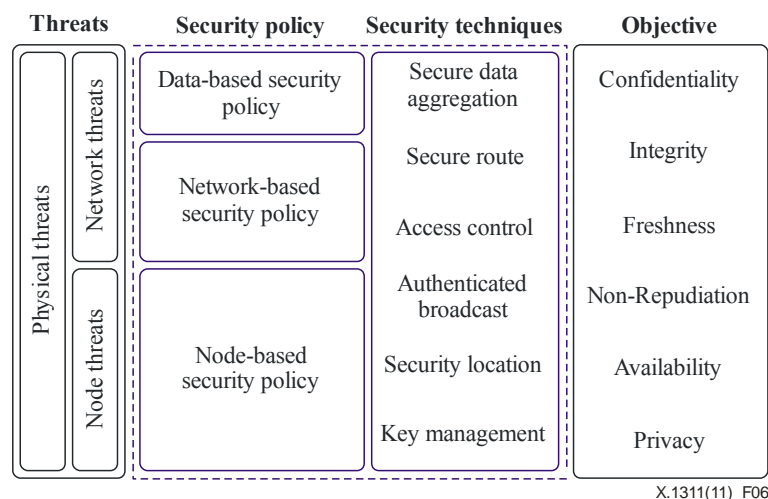 Threats
Security policy
Security techniques
Objective
Physical threats
Network threats
Node threats
Data-based security
policy
Network-based
security policy
Node-based
security policy
Secure data
aggregation
Secure route
Access control
Authenticated
broadcast
Security location
Key management
Confidentiality
Integrity
Freshness
Non-Repudiation
Availability
Privacy
X.1311(11)_F06